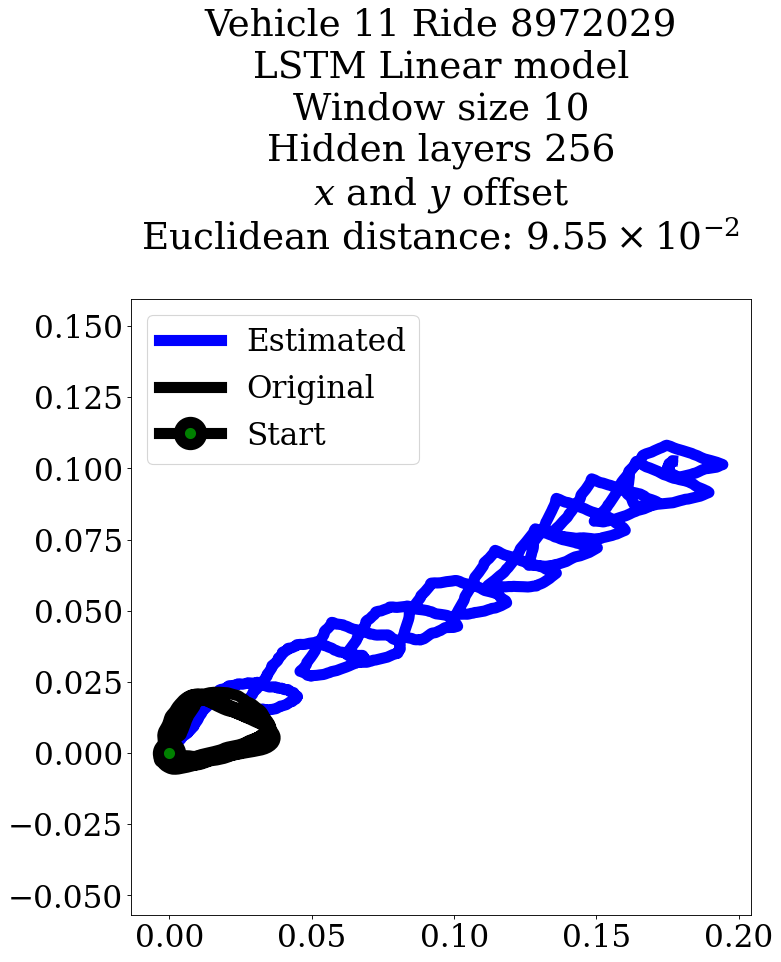 Vehicle 11 Ride 8972029
LSTM Linear model
Window size 10
Hidden layers 256
x and y offset
Euclidean distance: 9.55 × 10⁻²
Estimated
Original
Start
0.150
0.125
0.100
0.075
0.050
0.025
0.000
−0.025
−0.050
0.00 0.05 0.10 0.15 0.20